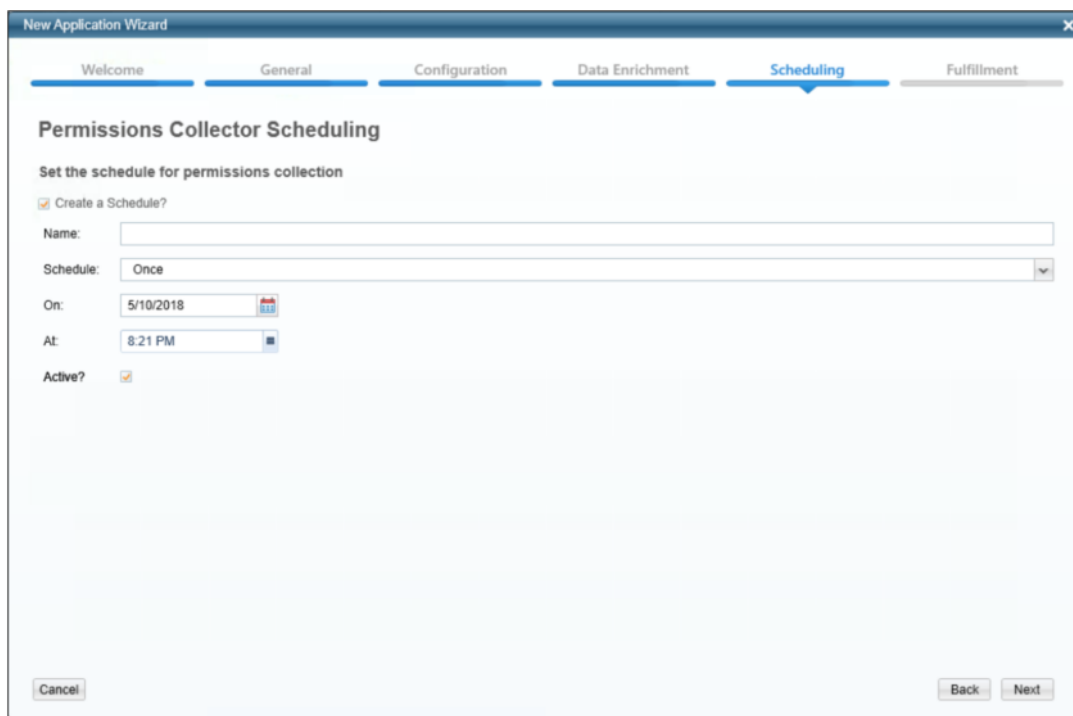 New Application Wizard
Welcome General Configuration Data Enrichment Scheduling Fulfillment
Permissions Collector Scheduling
Set the schedule for permissions collection
Create a Schedule?
Name:
Schedule: Once
On: 5/10/2018
At: 8:21 PM
Active?
Cancel Back Next